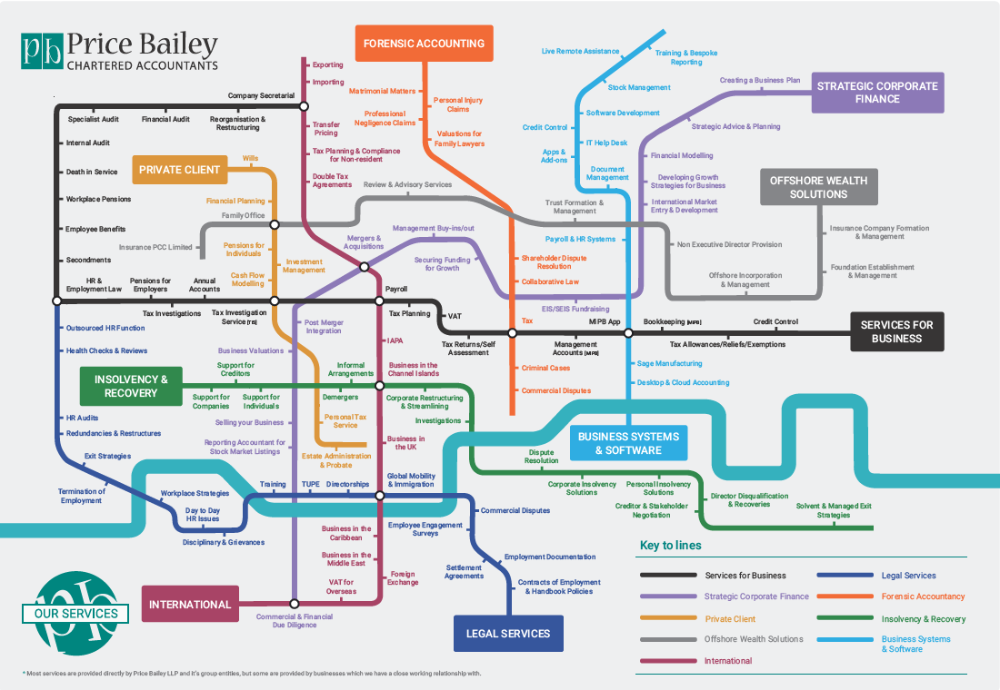 pb Price Bailey
CHARTERED ACCOUNTANTS
FORENSIC ACCOUNTING
Live Remote Assistance
Training & Bespoke
Reporting
Exporting
Importing
Creating a Business Plan
STRATEGIC CORPORATE
FINANCE
Stock Management
Matrimonial Matters
Company Secretarial
Personal Injury
Claims
Professional
Negligence Claims
Software Development
Specialist Audit
Financial Audit
Reorganisation &
Restructuring
Transfer
Pricing
Credit Control
Strategic Advice & Planning
Valuations for
Family Lawyers
IT Help Desk
Internal Audit
Tax Planning & Compliance
for Non-resident
Apps &
Add-ons
Financial Modelling
Wills
PRIVATE CLIENT
Death in Service
Double Tax
Agreements
Document
Management
Developing Growth
Strategies for Business
OFFSHORE WEALTH
SOLUTIONS
Review & Advisory Services
Workplace Pensions
Financial Planning
Trust Formation &
Management
International Market
Entry & Development
Family Office
Employee Benefits
Management Buy-ins/out
Insurance Company Formation
& Management
Insurance PCC Limited
Pensions for
Individuals
Mergers &
Acquisitions
Payroll & HR Systems
Non Executive Director Provision
Secondments
Investment
Management
Securing Funding
for Growth
Shareholder Dispute
Resolution
Foundation Establishment
& Management
Cash Flow
Modelling
Collaborative Law
Offshore Incorporation
& Management
HR &
Employment Law
Pensions for
Employers
Annual
Accounts
Payroll
EIS/SEIS Fundraising
Tax Investigations
Tax Investigation
Service [TIS]
Tax Planning
VAT
Tax
MiPB App
Bookkeeping [MiPB]
Credit Control
SERVICES FOR
BUSINESS
Outsourced HR Function
Post Merger
Integration
IAPA
Tax Returns/Self
Assessment
Management
Accounts [MiPB]
Tax Allowances/Reliefs/Exemptions
Health Checks & Reviews
Business Valuations
Support for
Creditors
Informal
Arrangements
Business in the
Channel Islands
Criminal Cases
Sage Manufacturing
INSOLVENCY &
RECOVERY
Desktop & Cloud Accounting
Support for
Companies
Support for
Individuals
Demergers
Corporate Restructuring
& Streamlining
Commercial Disputes
HR Audits
Selling your Business
Personal Tax
Service
Investigations
Redundancies & Restructures
Reporting Accountant for
Stock Market Listings
Business in
the UK
BUSINESS SYSTEMS
& SOFTWARE
Exit Strategies
Estate Administration
& Probate
Dispute
Resolution
Termination of
Employment
Workplace Strategies
Training
TUPE
Directorships
Global Mobility
& Immigration
Corporate Insolvency
Solutions
Personal Insolvency
Solutions
Day to Day
HR Issues
Commercial Disputes
Creditor & Stakeholder
Negotiation
Director Disqualification
& Recoveries
Solvent & Managed Exit
Strategies
Disciplinary & Grievances
Business in the
Caribbean
Employee Engagement
Surveys
Key to lines
Business in the
Middle East
Employment Documentation
Settlement
Agreements
Services for Business
Legal Services
VAT for
Overseas
Foreign
Exchange
Contracts of Employment
& Handbook Policies
Strategic Corporate Finance
Forensic Accountancy
pb
OUR SERVICES
INTERNATIONAL
Commercial & Financial
Due Diligence
LEGAL SERVICES
Private Client
Insolvency & Recovery
Offshore Wealth Solutions
Business Systems
& Software
International
* Most services are provided directly by Price Bailey LLP and it's group entities, but some are provided by businesses which we have a close working relationship with.